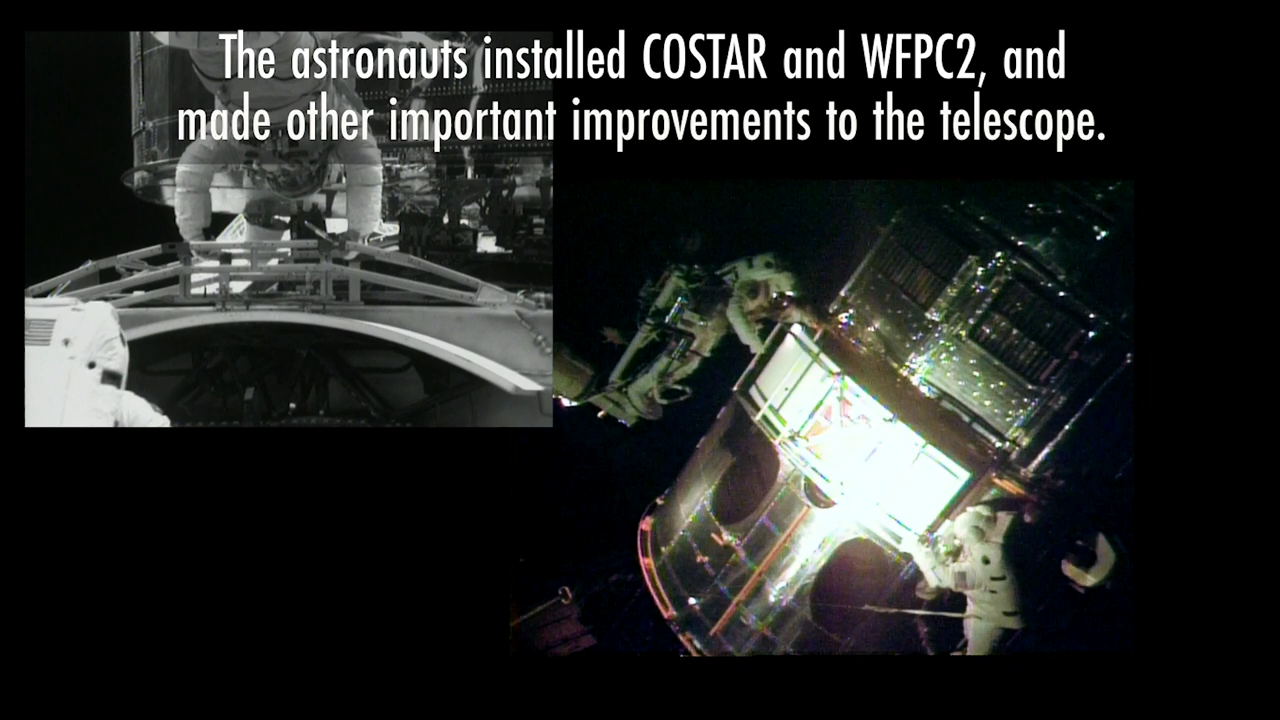 The astronauts installed COSTAR and WFPC2, and
made other important improvements to the telescope.